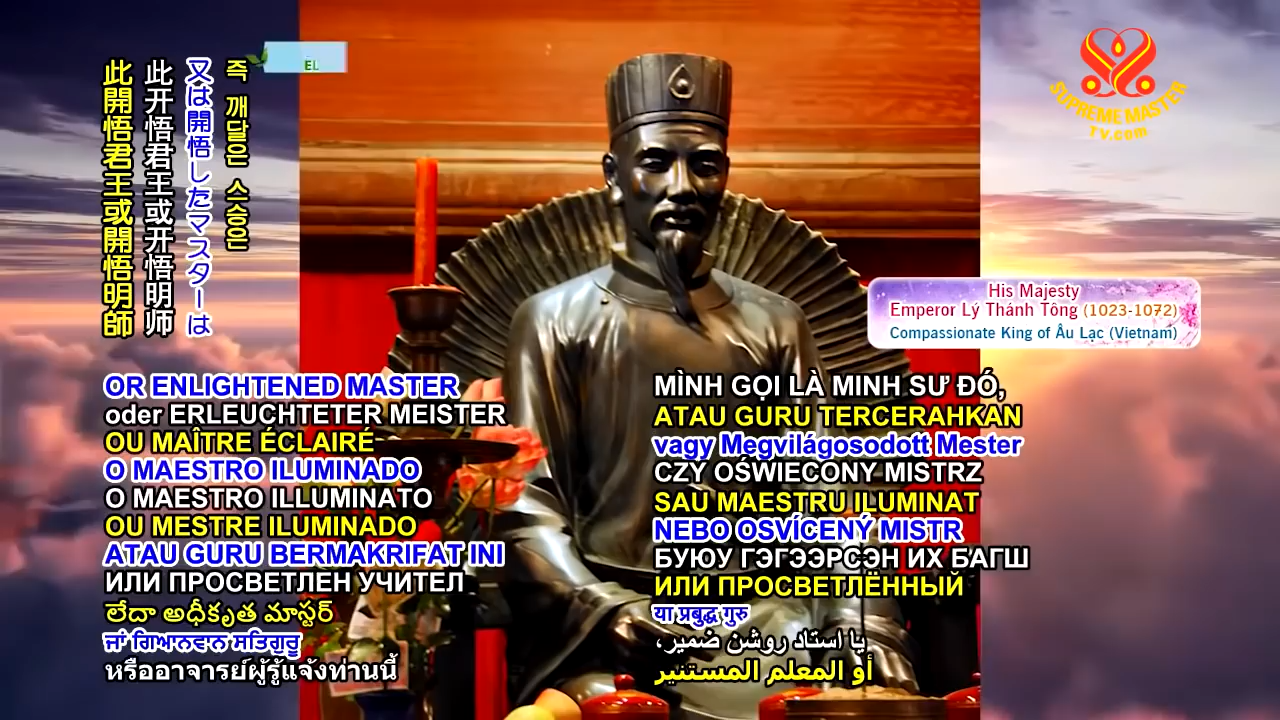 즉 깨달은 스승은
又は開悟したマスターは
此开悟君王或开悟明师
此開悟君王或開悟明師
ËL
SUPREME MASTER
TV.com
His Majesty
Emperor Lý Thánh Tông (1023-1072)
Compassionate King of Âu Lạc (Vietnam)
OR ENLIGHTENED MASTER
oder ERLEUCHTETER MEISTER
OU MAÎTRE ÉCLAIRÉ
O MAESTRO ILUMINADO
O MAESTRO ILLUMINATO
OU MESTRE ILUMINADO
ATAU GURU BERMAKRIFAT INI
ИЛИ ПРОСВЕТЛЕН УЧИТЕЛ
లేదా అధీకృత మాస్టర్
ਜਾਂ ਗਿਆਨਵਾਨ ਸਤਿਗੁਰੂ
หรืออาจารย์ผู้รู้แจ้งท่านนี้
MÌNH GỌI LÀ MINH SƯ ĐÓ,
ATAU GURU TERCERAHKAN
vagy Megvilágosodott Mester
CZY OŚWIECONY MISTRZ
SAU MAESTRU ILUMINAT
NEBO OSVÍCENÝ MISTR
БУЮУ ГЭГЭЭРСЭН ИХ БАГШ
ИЛИ ПРОСВЕТЛЁННЫЙ
या प्रबुद्ध गुरु
یا استاد روشن ضمیر،
أو المعلم المستنير